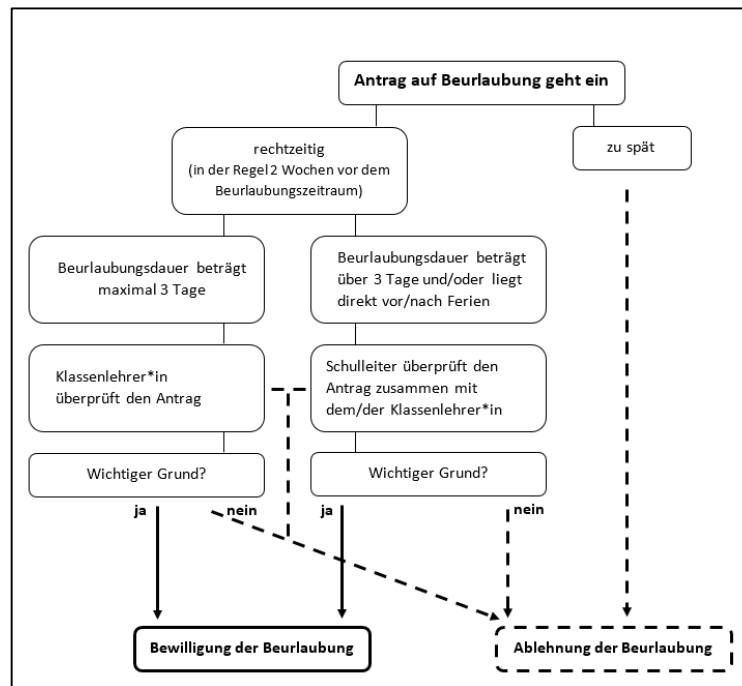 Antrag auf Beurlaubung geht ein
rechtzeitig
(in der Regel 2 Wochen vor dem
Beurlaubungszeitraum)
zu spät
Beurlaubungsdauer beträgt
maximal 3 Tage
Beurlaubungsdauer beträgt
über 3 Tage und/oder liegt
direkt vor/nach Ferien
Klassenlehrer*in
überprüft den Antrag
Schulleiter überprüft den
Antrag zusammen mit
dem/der Klassenlehrer*in
Wichtiger Grund?
Wichtiger Grund?
ja
nein
ja
nein
Bewilligung der Beurlaubung
Ablehnung der Beurlaubung